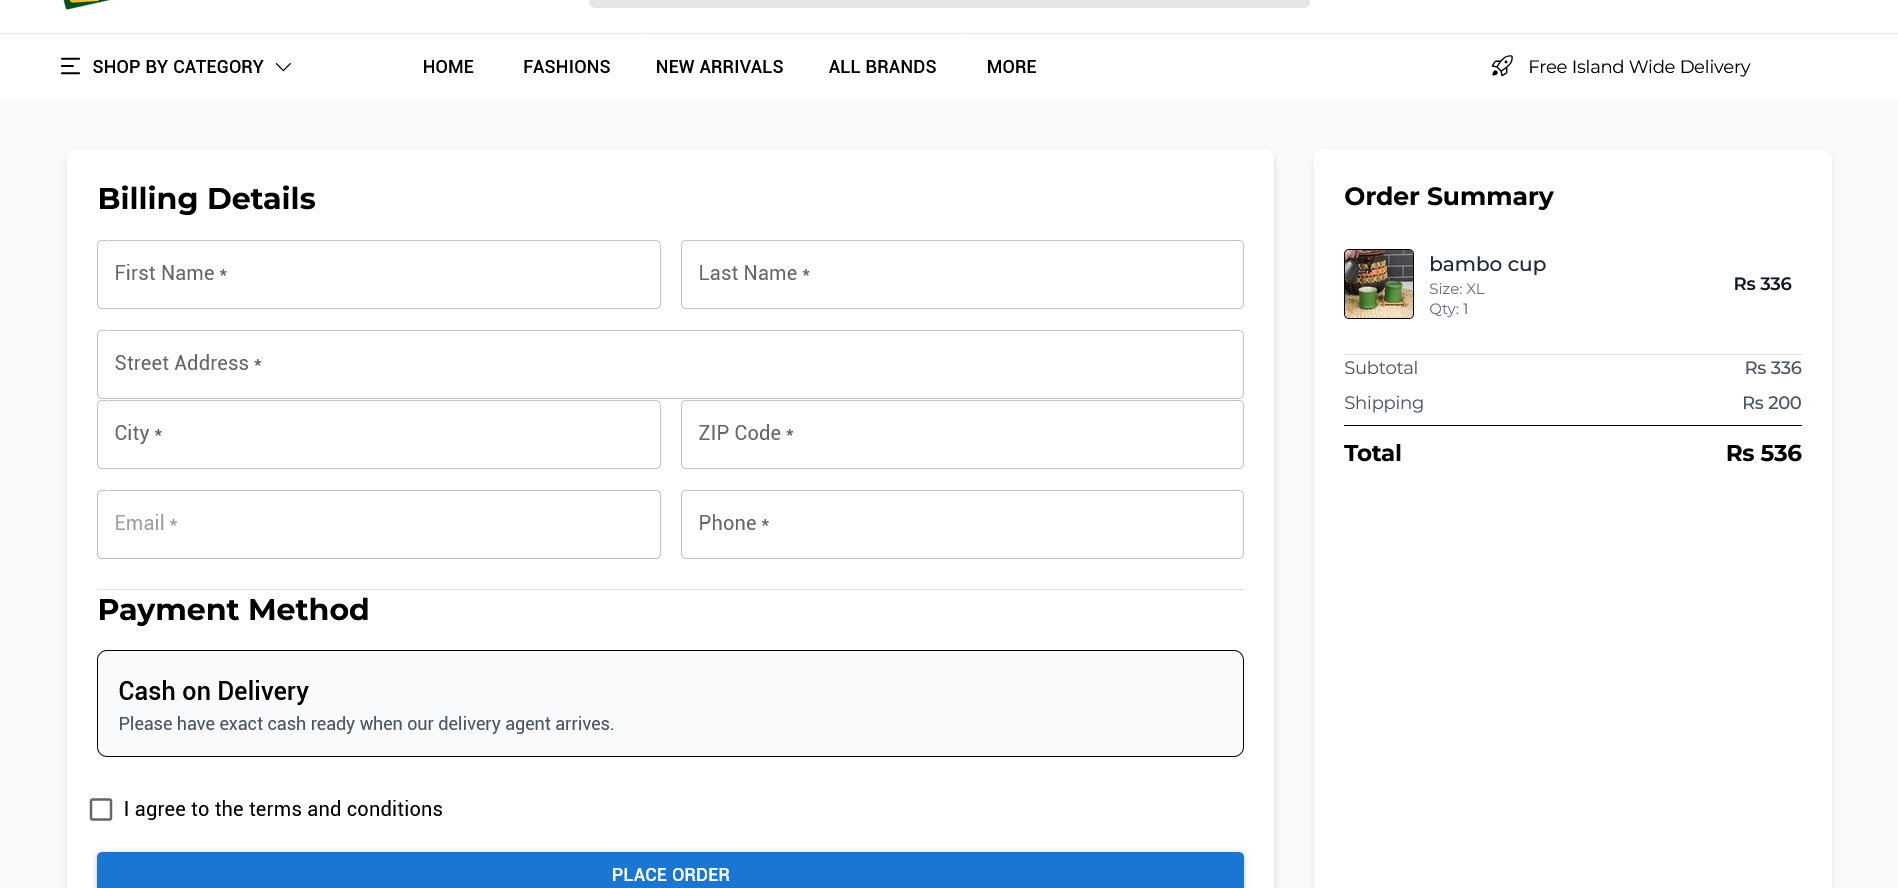 SHOP BY CATEGORY
HOME
FASHIONS
NEW ARRIVALS
ALL BRANDS
MORE
Free Island Wide Delivery
Billing Details
First Name *
Last Name *
Street Address *
City *
ZIP Code *
Email *
Phone *
Payment Method
Cash on Delivery
Please have exact cash ready when our delivery agent arrives.
I agree to the terms and conditions
PLACE ORDER
Order Summary
bambo cup
Size: XL
Qty: 1
Rs 336
Subtotal Rs 336
Shipping Rs 200
Total Rs 536